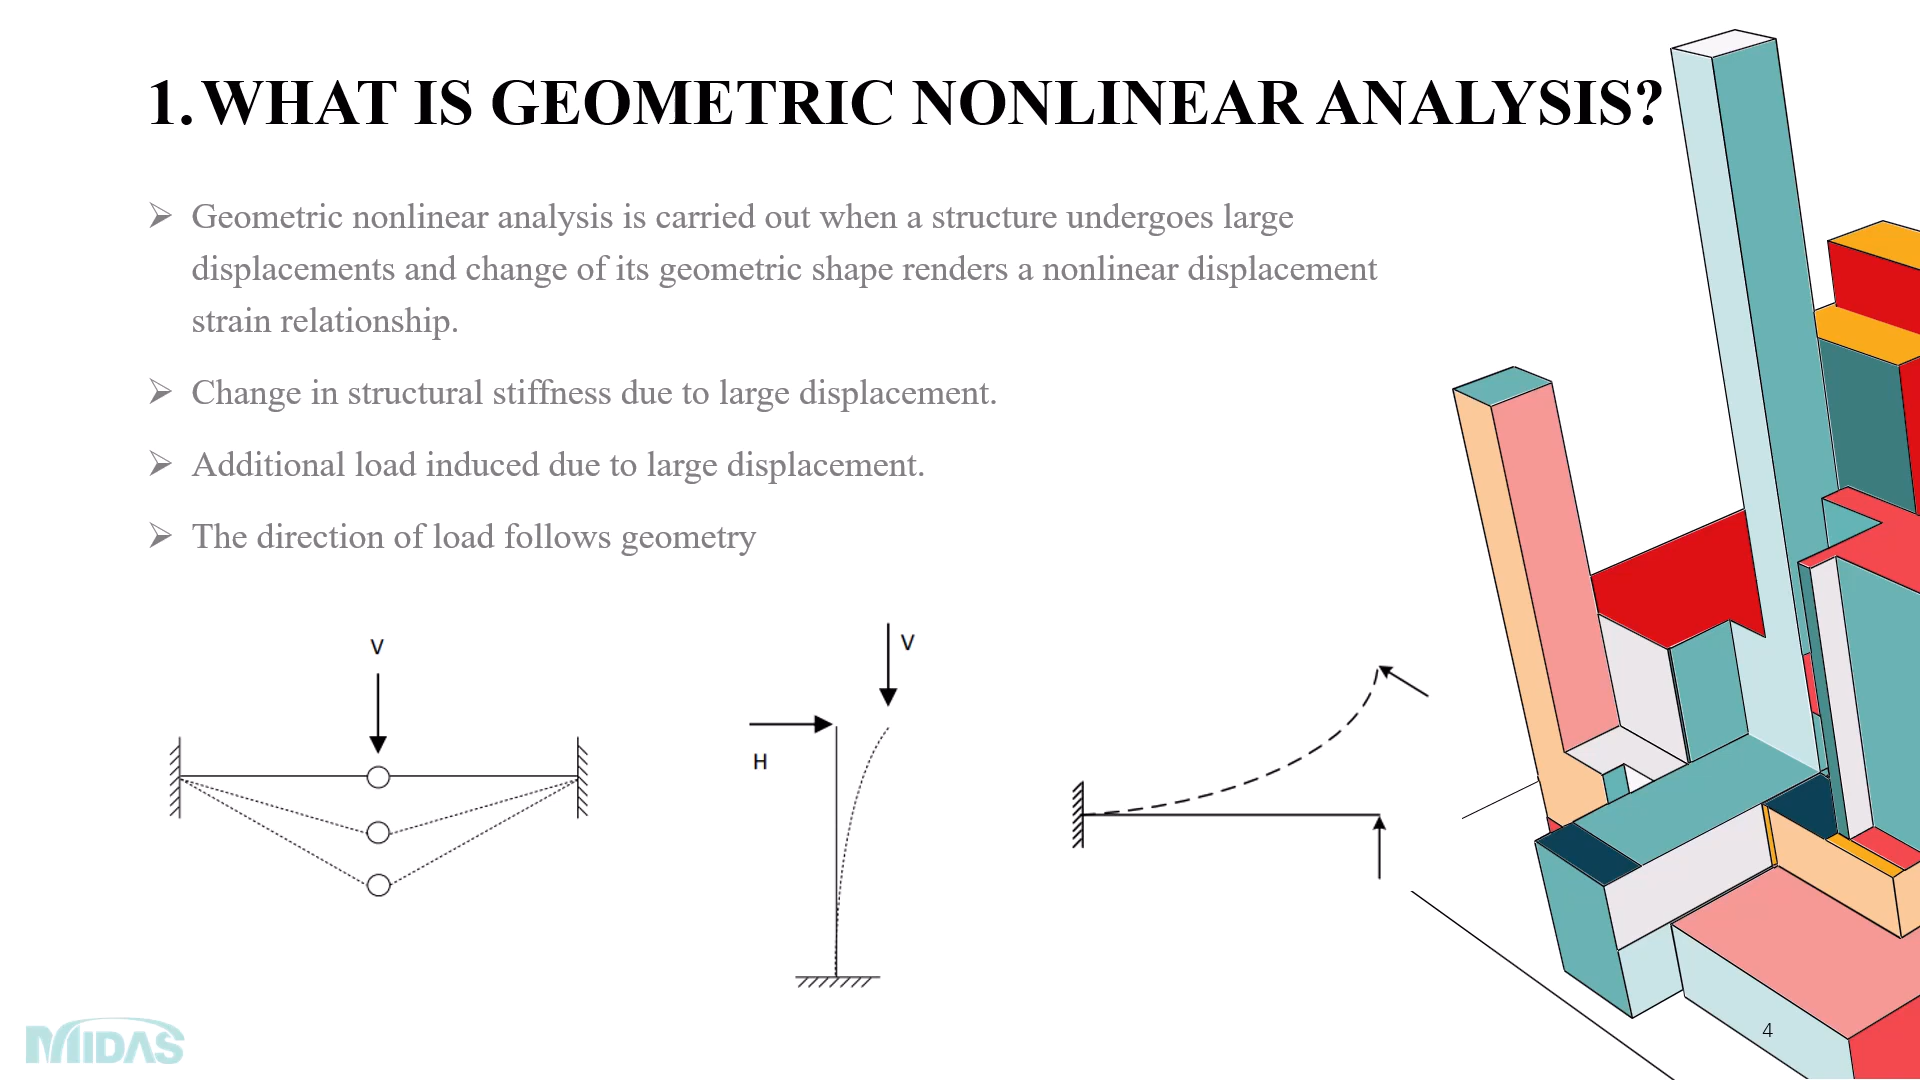 1. WHAT IS GEOMETRIC NONLINEAR ANALYSIS?
Geometric nonlinear analysis is carried out when a structure undergoes large
displacements and change of its geometric shape renders a nonlinear displacement
strain relationship.
Change in structural stiffness due to large displacement.
Additional load induced due to large displacement.
The direction of load follows geometry
V
V
H
MIDAS
4